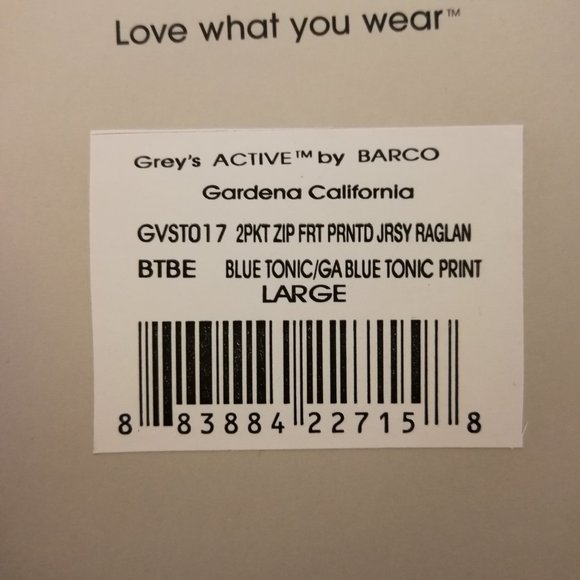 Love what you wear™
Grey's ACTIVE™ by BARCO
Gardena California
GVST017 2PKT ZIP FRT PRNTD JRSY RAGLAN
BTBE BLUE TONIC/GA BLUE TONIC PRINT
LARGE
8 83884 22715 8